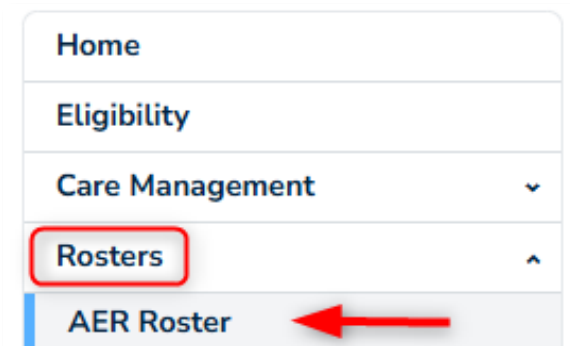 Home
Eligibility
Care Management
Rosters
AER Roster